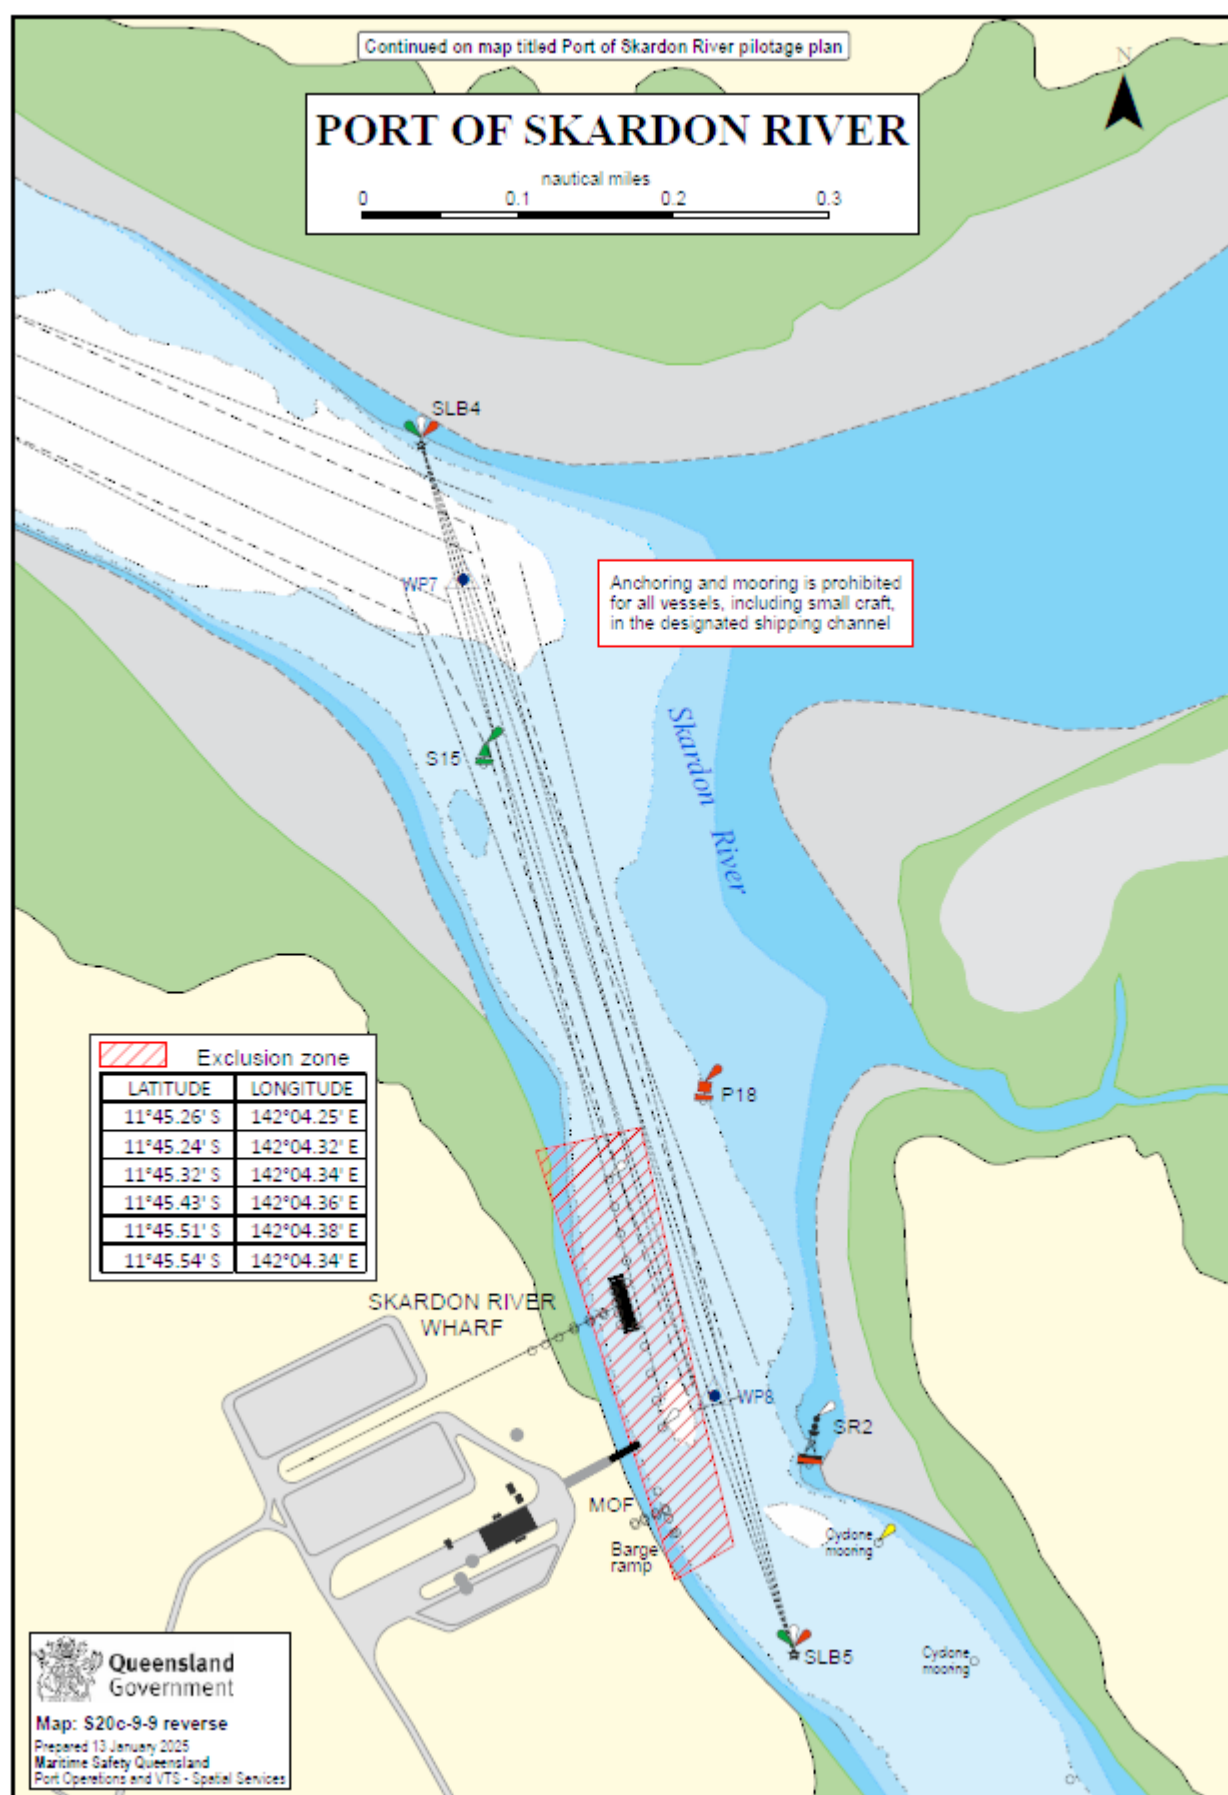 Continued on map titled Port of Skardon River pilotage plan
N
PORT OF SKARDON RIVER
nautical miles
0 0.1 0.2 0.3
SLB4
WP7
Anchoring and mooring is prohibited
for all vessels, including small craft,
in the designated shipping channel
Skardon River
S15
P18
Exclusion zone
LATITUDE LONGITUDE
11°45.26' S 142°04.25' E
11°45.24' S 142°04.32' E
11°45.32' S 142°04.34' E
11°45.43' S 142°04.36' E
11°45.51' S 142°04.38' E
11°45.54' S 142°04.34' E
SKARDON RIVER
WHARF
WP8
SR2
MOF
Barge
ramp
Cyclone
mooring
SLB5
Cyclone
mooring
Queensland
Government
Map: S20c-9-9 reverse
Prepared 13 January 2025
Maritime Safety Queensland
Port Operations and VTS - Spatial Services